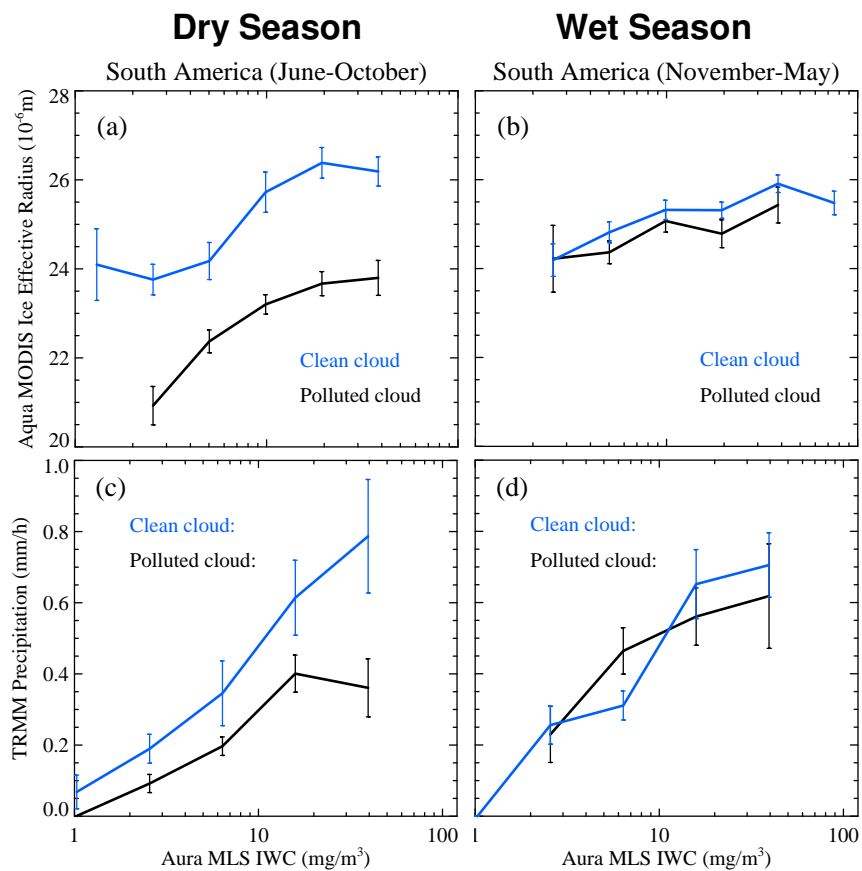 Dry Season
Wet Season
South America (June-October)
South America (November-May)
Aqua MODIS Ice Effective Radius (10⁻⁶m)
28
26
24
22
20
(a)
Clean cloud
Polluted cloud
(b)
Clean cloud
Polluted cloud
TRMM Precipitation (mm/h)
1.0
0.8
0.6
0.4
0.2
0.0
(c)
Clean cloud:
Polluted cloud:
(d)
Clean cloud:
Polluted cloud:
1 10 100
1 10 100
Aura MLS IWC (mg/m³)
Aura MLS IWC (mg/m³)